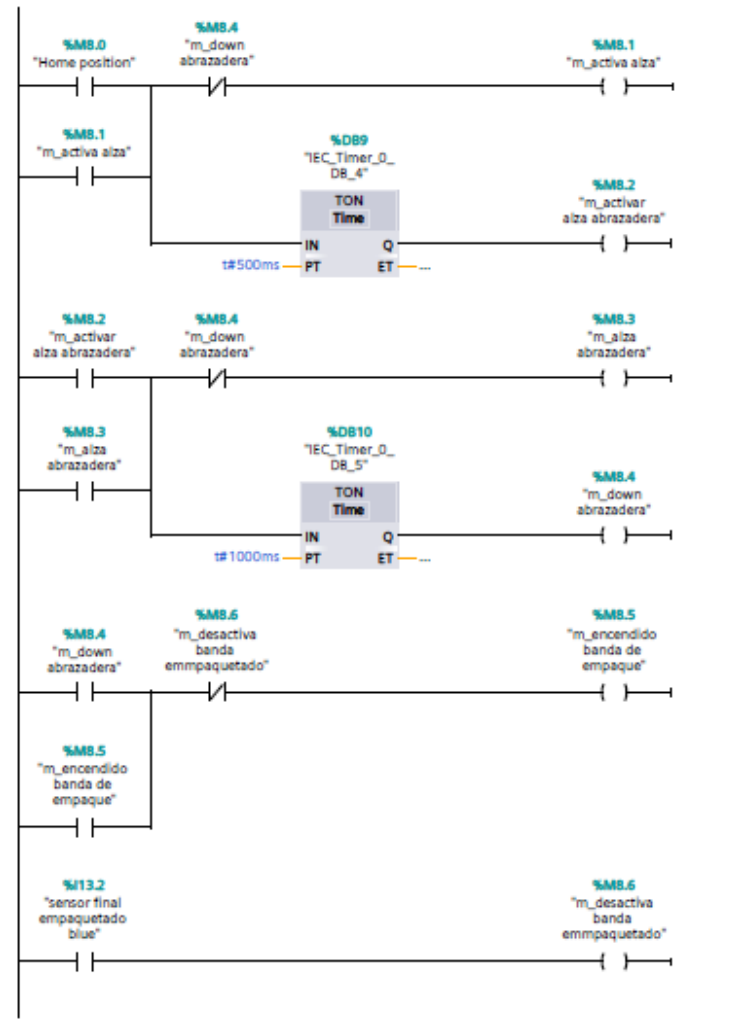 %M8.4
%M8.0
"m_down
%M8.1
"Home position"
abrazadera"
"m_activa alza"
%M8.1
"m_activa alza"
%DB9
"IEC_Timer_0_
DB_4"
TON
Time
%M8.2
"m_activar
alza abrazadera"
IN Q
t#500ms PT ET ...
%M8.2
"m_activar
alza abrazadera"
%M8.4
"m_down
abrazadera"
%M8.3
"m_alza
abrazadera"
%M8.3
"m_alza
abrazadera"
%DB10
"IEC_Timer_0_
DB_5"
TON
Time
%M8.4
"m_down
abrazadera"
IN Q
t#1000ms PT ET ...
%M8.4
"m_down
abrazadera"
%M8.6
"m_desactiva
banda
emmpaquetado"
%M8.5
"m_encendido
banda de
empaque"
%M8.5
"m_encendido
banda de
empaque"
%I13.2
"sensor final
empaquetado
blue"
%M8.6
"m_desactiva
banda
emmpaquetado"